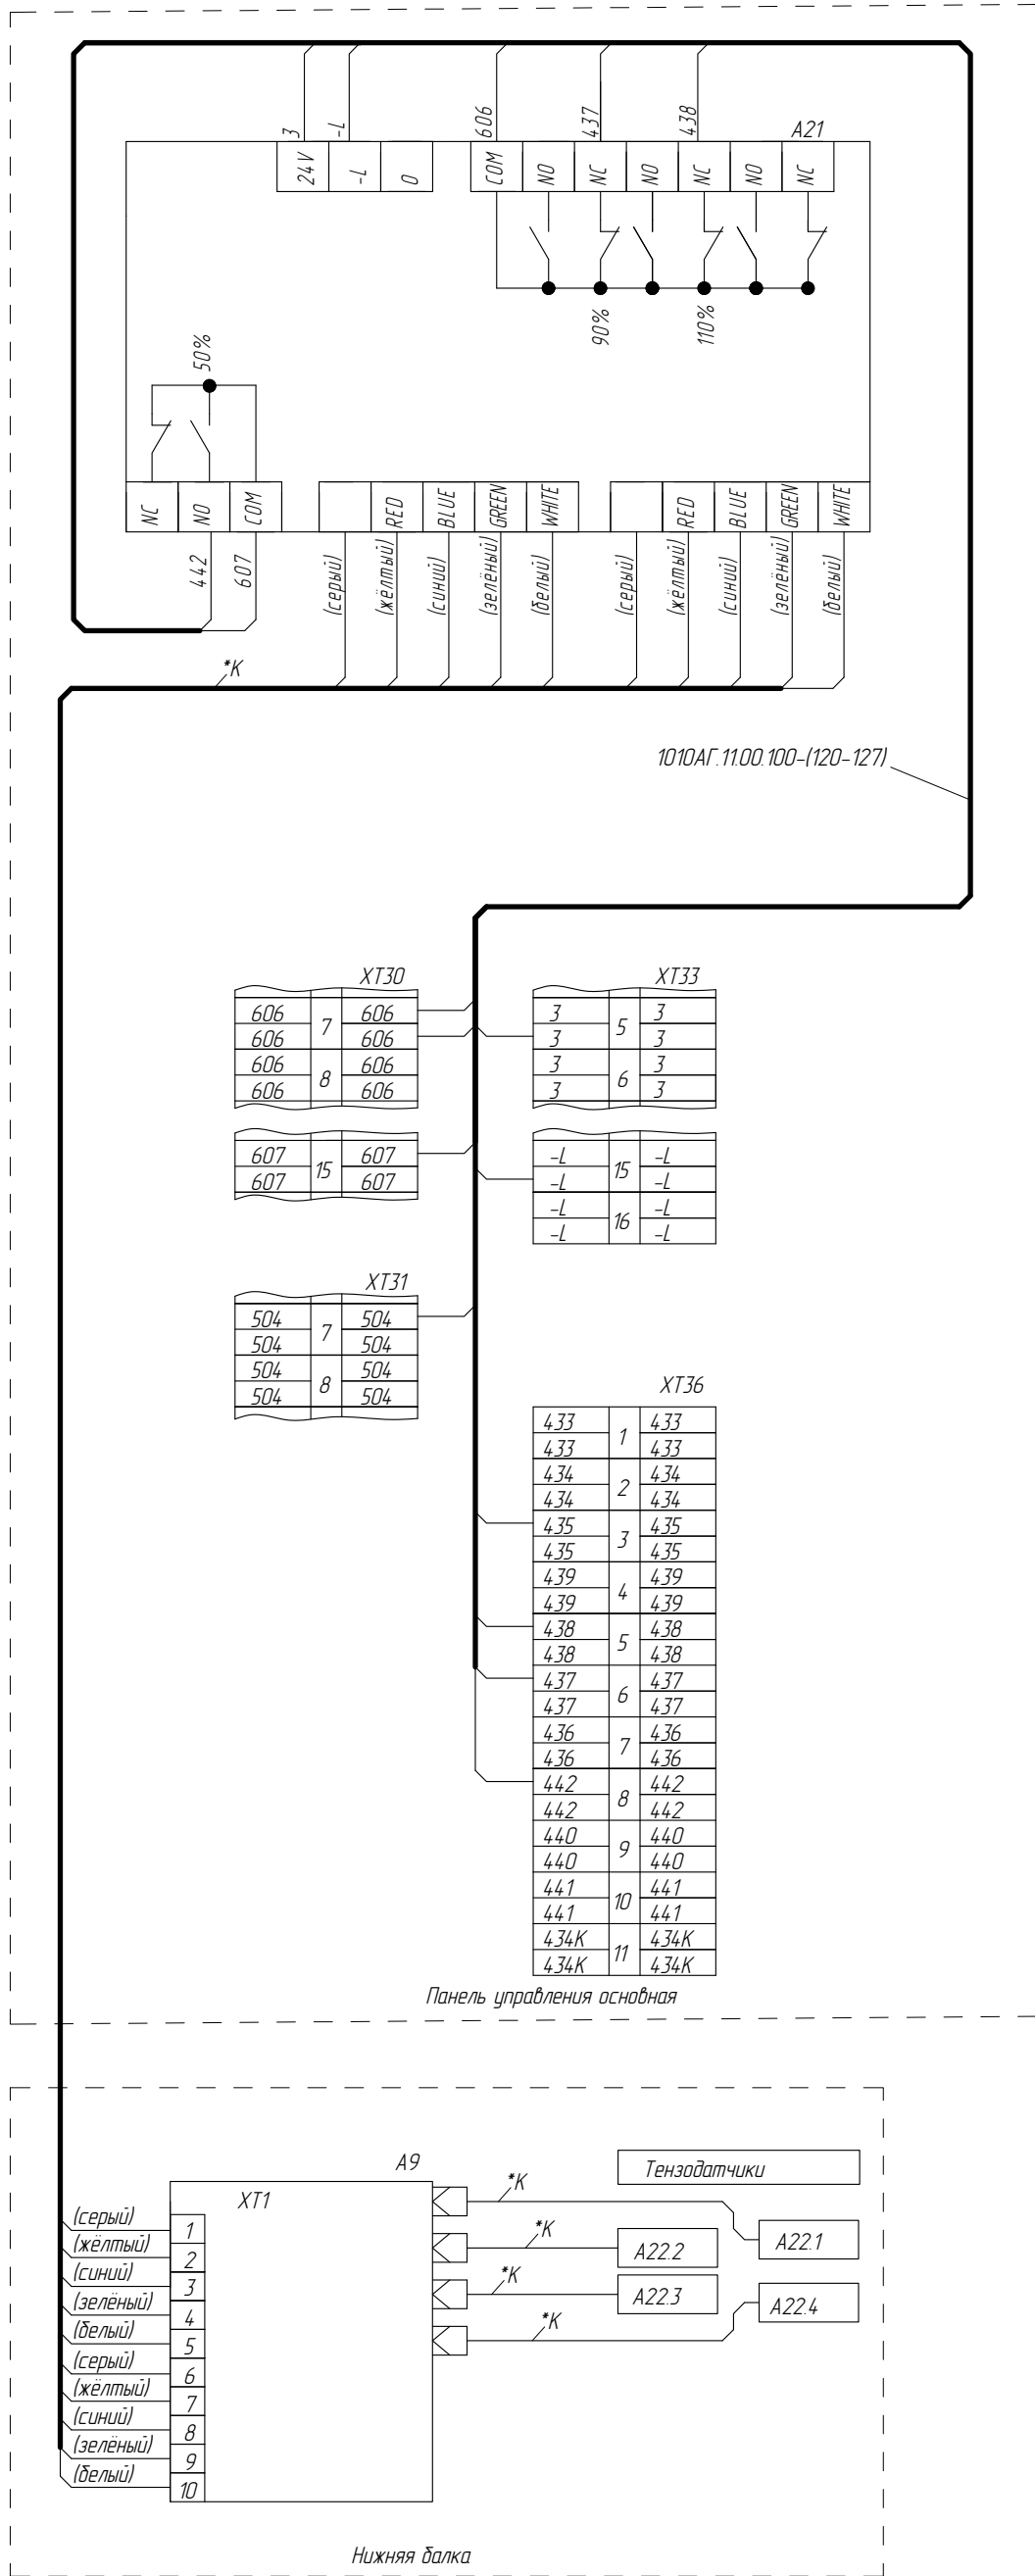 3
-L
606
437
438
A21
24V
-L
0
COM
NO
NC
NO
NC
NO
NC
90%
110%
50%
NC
NO
COM
RED
BLUE
GREEN
WHITE
RED
BLUE
GREEN
WHITE
442
607
(серый)
(жёлтый)
(синий)
(зелёный)
(белый)
(серый)
(жёлтый)
(синий)
(зелёный)
(белый)
*К
1010АГ.11.00.100-(120-127)
XT30
606 7 606
606 606
606 8 606
606 606
607 15 607
607 607
XT33
3 5 3
3 3
3 6 3
3 3
-L 15 -L
-L -L
-L 16 -L
-L -L
XT31
504 7 504
504 504
504 8 504
504 504
XT36
433 1 433
433 433
434 2 434
434 434
435 3 435
435 435
439 4 439
439 439
438 5 438
438 438
437 6 437
437 437
436 7 436
436 436
442 8 442
442 442
440 9 440
440 440
441 10 441
441 441
434К 11 434К
434К 434К
Панель управления основная
A9
XT1
(серый) 1
(жёлтый) 2
(синий) 3
(зелёный) 4
(белый) 5
(серый) 6
(жёлтый) 7
(синий) 8
(зелёный) 9
(белый) 10
*К
*К
*К
*К
Тензодатчики
A22.1
A22.2
A22.3
A22.4
Нижняя балка